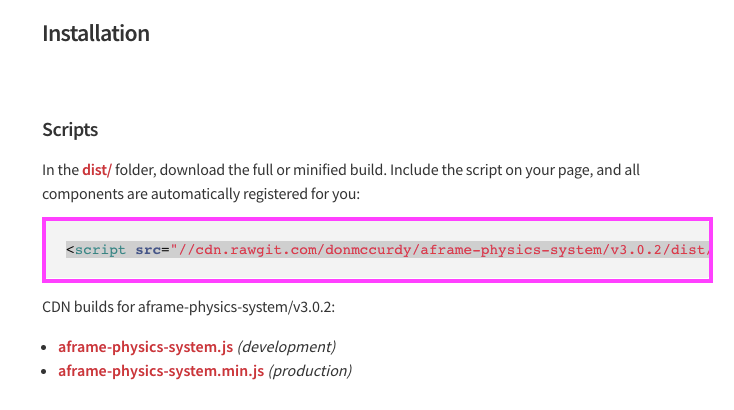 Installation
Scripts
In the dist/ folder, download the full or minified build. Include the script on your page, and all
components are automatically registered for you:
<script src="//cdn.rawgit.com/donmccurdy/aframe-physics-system/v3.0.2/dist/
CDN builds for aframe-physics-system/v3.0.2:
• aframe-physics-system.js (development)
• aframe-physics-system.min.js (production)